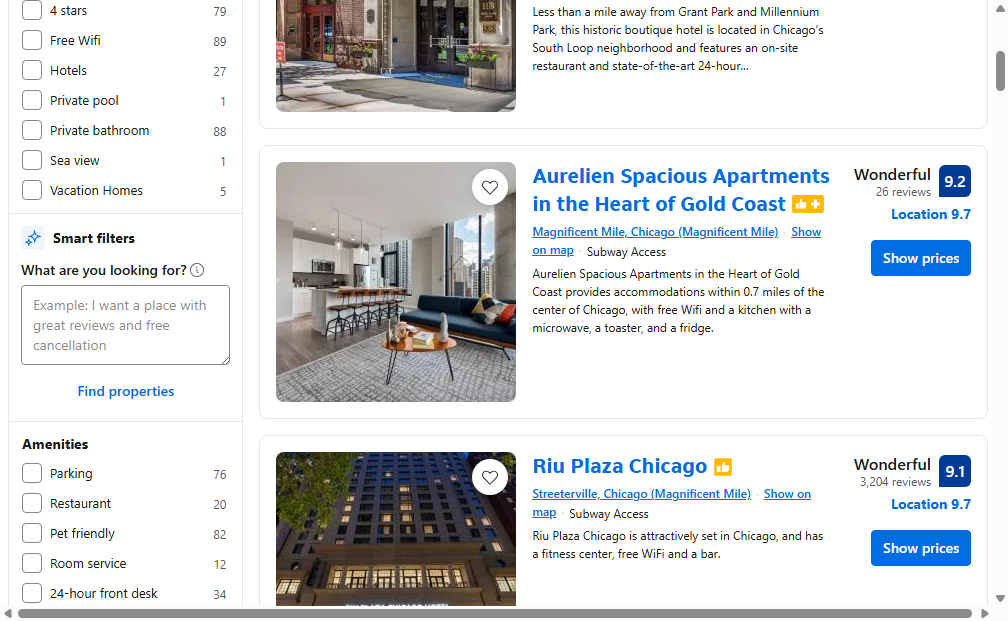 4 stars 79
Free Wifi 89
Hotels 27
Private pool 1
Private bathroom 88
Sea view 1
Vacation Homes 5
Smart filters
What are you looking for?
Example: I want a place with
great reviews and free
cancellation
Find properties
Amenities
Parking 76
Restaurant 20
Pet friendly 82
Room service 12
24-hour front desk 34
Less than a mile away from Grant Park and Millennium
Park, this historic boutique hotel is located in Chicago's
South Loop neighborhood and features an on-site
restaurant and state-of-the-art 24-hour...
Aurelien Spacious Apartments
in the Heart of Gold Coast
Magnificent Mile, Chicago (Magnificent Mile) · Show
on map · Subway Access
Aurelien Spacious Apartments in the Heart of Gold
Coast provides accommodations within 0.7 miles of the
center of Chicago, with free Wifi and a kitchen with a
microwave, a toaster, and a fridge.
Wonderful 9.2
26 reviews
Location 9.7
Show prices
Riu Plaza Chicago
Streeterville, Chicago (Magnificent Mile) · Show on
map · Subway Access
Riu Plaza Chicago is attractively set in Chicago, and has
a fitness center, free WiFi and a bar.
Wonderful 9.1
3,204 reviews
Location 9.7
Show prices